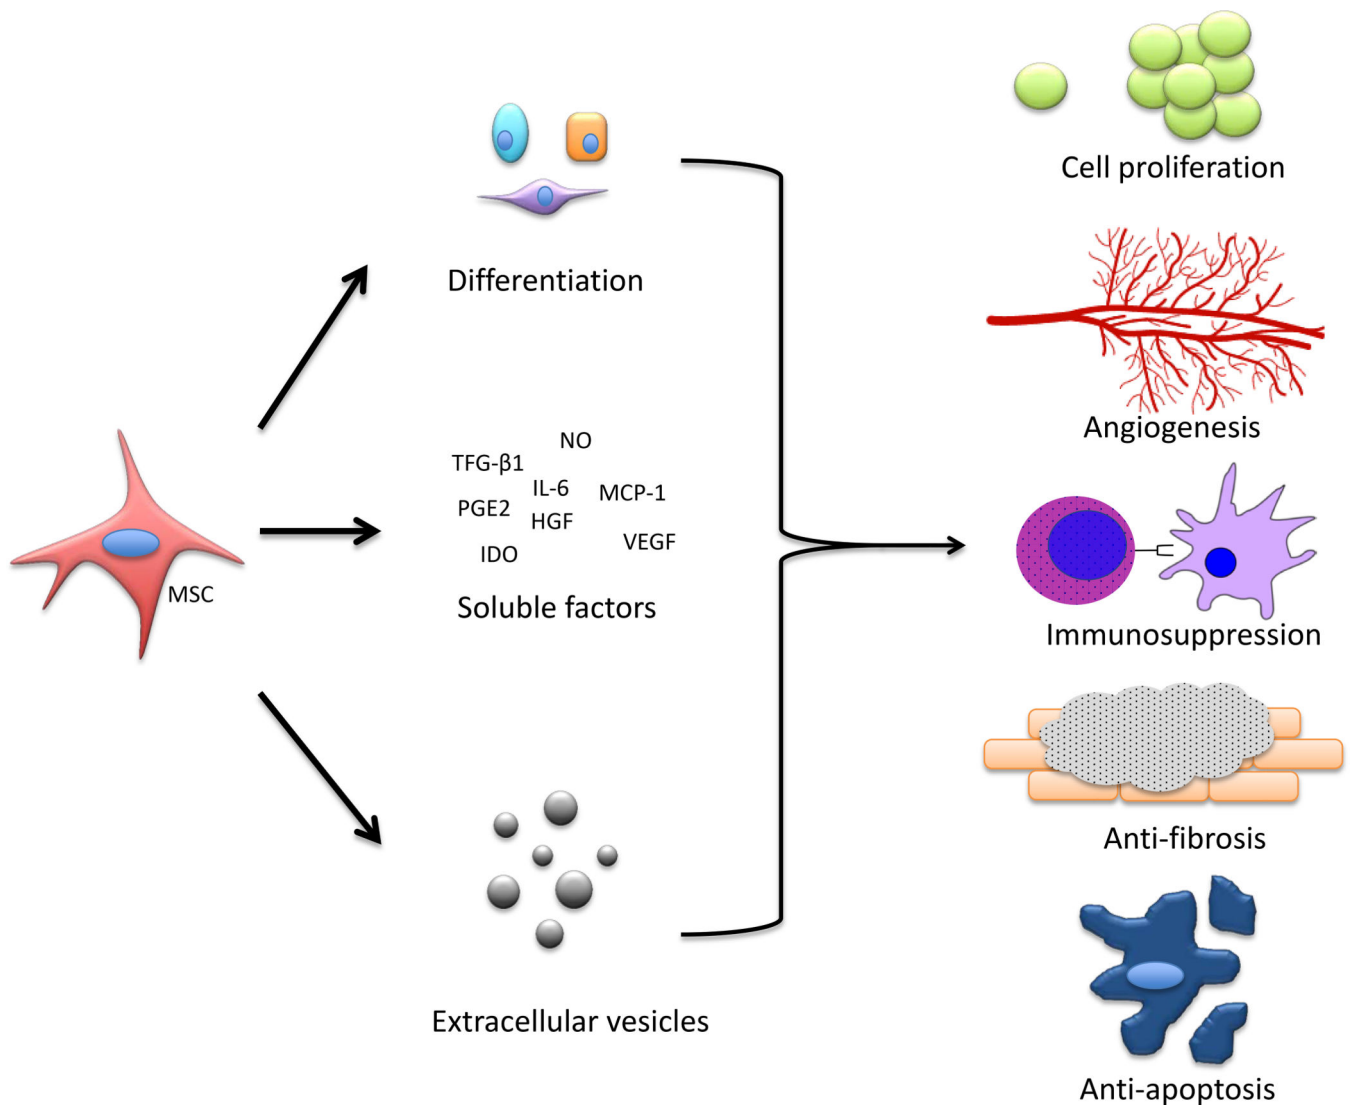 MSC
Differentiation
NO
TFG-β1
IL-6
MCP-1
PGE2
HGF
VEGF
IDO
Soluble factors
Extracellular vesicles
Cell proliferation
Angiogenesis
Immunosuppression
Anti-fibrosis
Anti-apoptosis